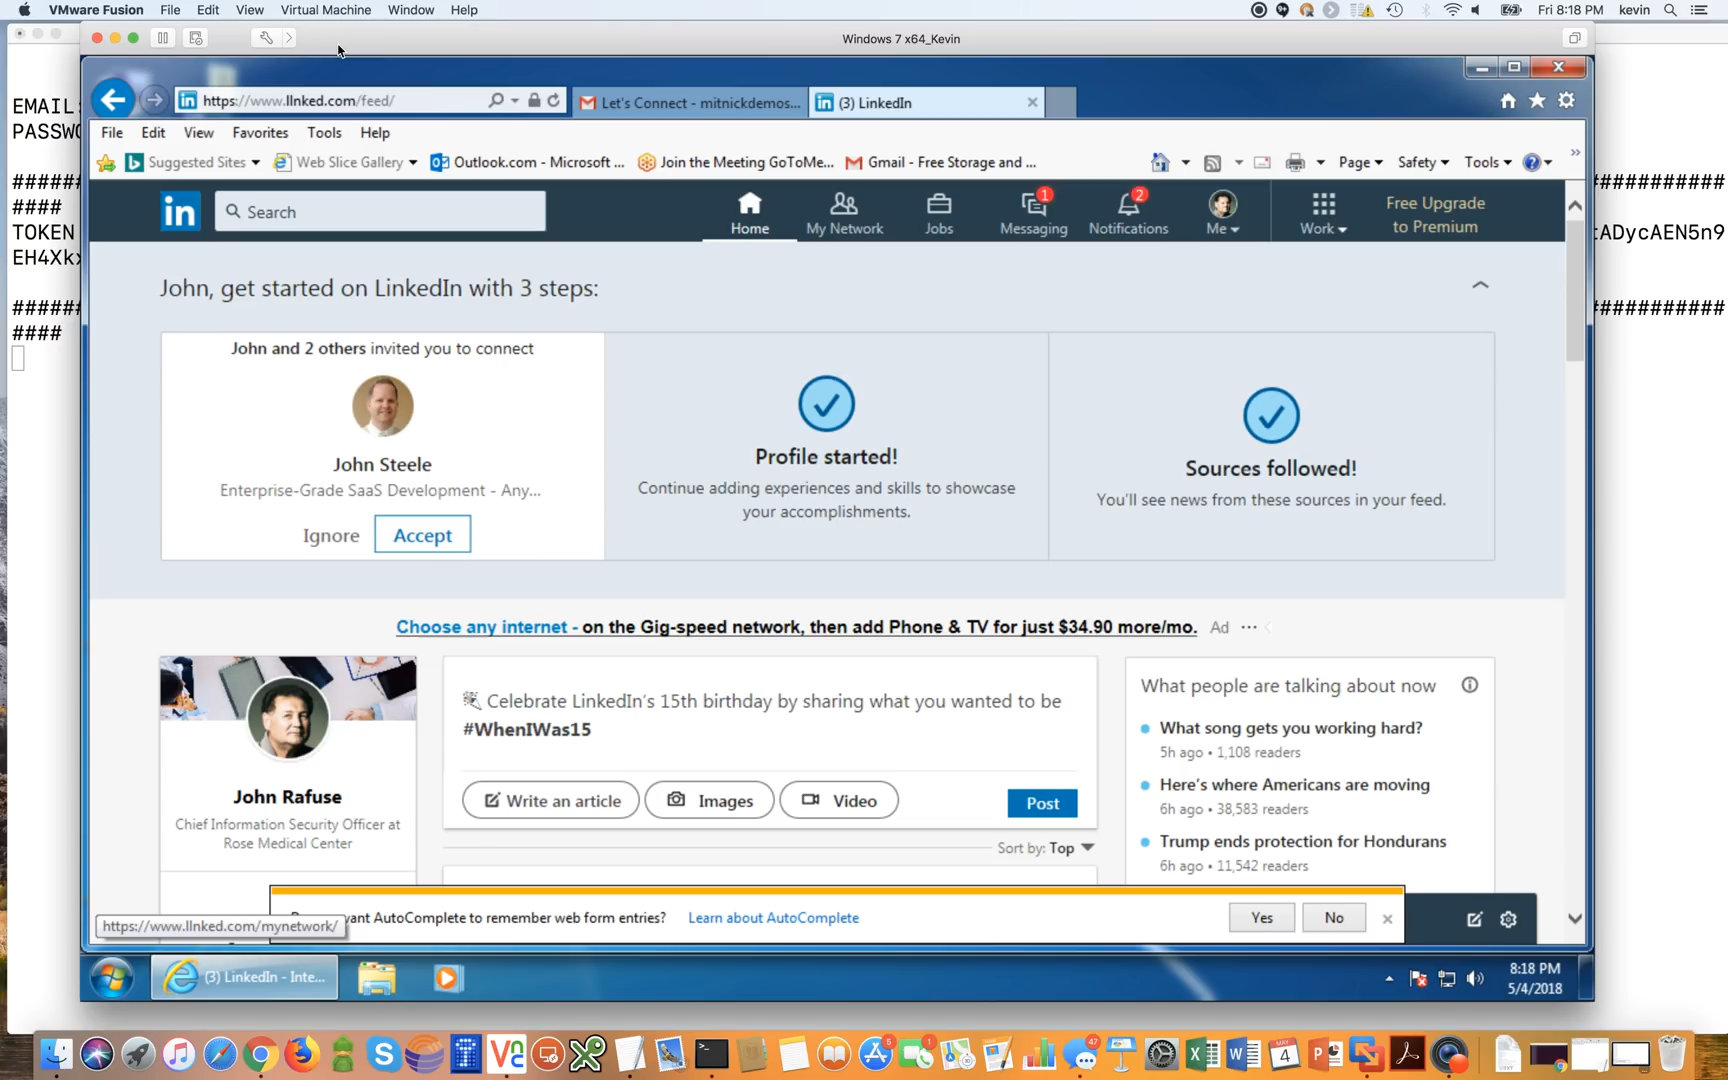 VMware Fusion File Edit View Virtual Machine Window Help Fri 8:18 PM kevin
Windows 7 x64_Kevin
EMAIL:
PASSWO
https://www.llnked.com/feed/ Let's Connect - mitnickdemos... (3) LinkedIn
File Edit View Favorites Tools Help
Suggested Sites Web Slice Gallery Outlook.com - Microsoft ... Join the Meeting GoToMe... Gmail - Free Storage and ... Page Safety Tools
###### ###########
####
TOKEN ADycAEN5n9
EH4Xk
###### ###########
####
in Search Home My Network Jobs 1 Messaging 2 Notifications Me Work Free Upgrade
to Premium
John, get started on LinkedIn with 3 steps:
John and 2 others invited you to connect
John Steele
Enterprise-Grade SaaS Development - Any...
Ignore Accept
Profile started!
Continue adding experiences and skills to showcase
your accomplishments.
Sources followed!
You'll see news from these sources in your feed.
Choose any internet - on the Gig-speed network, then add Phone & TV for just $34.90 more/mo. Ad
John Rafuse
Chief Information Security Officer at
Rose Medical Center
Celebrate LinkedIn's 15th birthday by sharing what you wanted to be
#WhenIWas15
Write an article Images Video Post
Sort by: Top
What people are talking about now
What song gets you working hard?
5h ago • 1,108 readers
Here's where Americans are moving
6h ago • 38,583 readers
Trump ends protection for Hondurans
6h ago • 11,542 readers
want AutoComplete to remember web form entries? Learn about AutoComplete Yes No
https://www.llnked.com/mynetwork/
(3) LinkedIn - Inte...
8:18 PM
5/4/2018